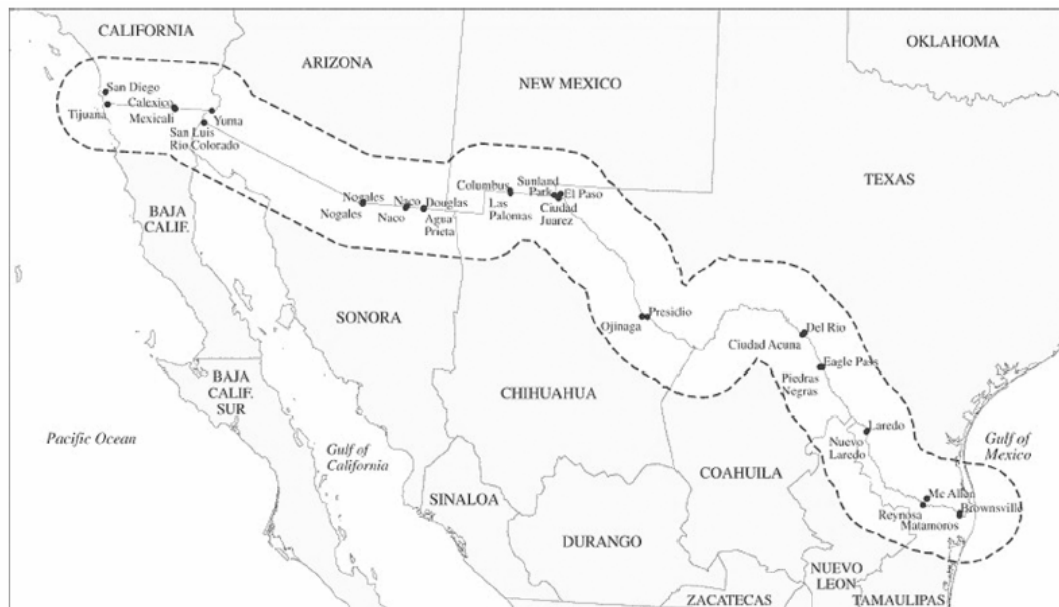 CALIFORNIA
ARIZONA
NEW MEXICO
OKLAHOMA
TEXAS
San Diego
Tijuana
Calexico
Mexicali
Yuma
San Luis
Rio Colorado
Nogales
Nogales
Naco
Naco
Douglas
Agua
Prieta
Columbus
Las
Palomas
Sunland
Park
El Paso
Ciudad
Juarez
BAJA
CALIF.
SONORA
Ojinaga
Presidio
Del Rio
Ciudad Acuna
Eagle Pass
Piedras
Negras
BAJA
CALIF.
SUR
CHIHUAHUA
Laredo
Nuevo
Laredo
Pacific Ocean
Gulf of
California
Gulf of
Mexico
COAHUILA
SINALOA
Mc Allen
Reynosa
Brownsville
Matamoros
DURANGO
NUEVO
LEON
ZACATECAS
TAMAULIPAS